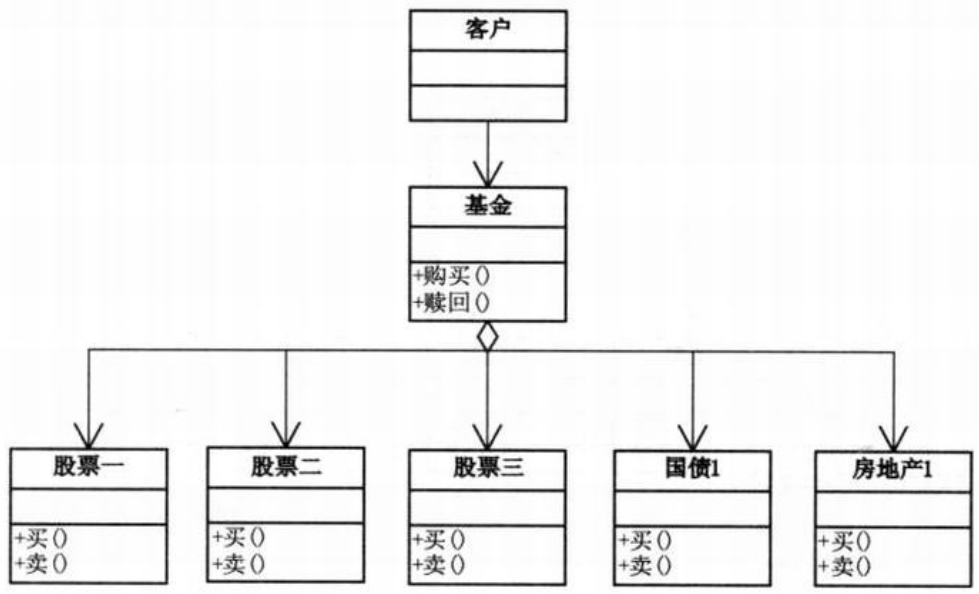 客户
基金
+购买()
+赎回()
股票一
+买()
+卖()
股票二
+买()
+卖()
股票三
+买()
+卖()
国债1
+买()
+卖()
房地产1
+买()
+卖()